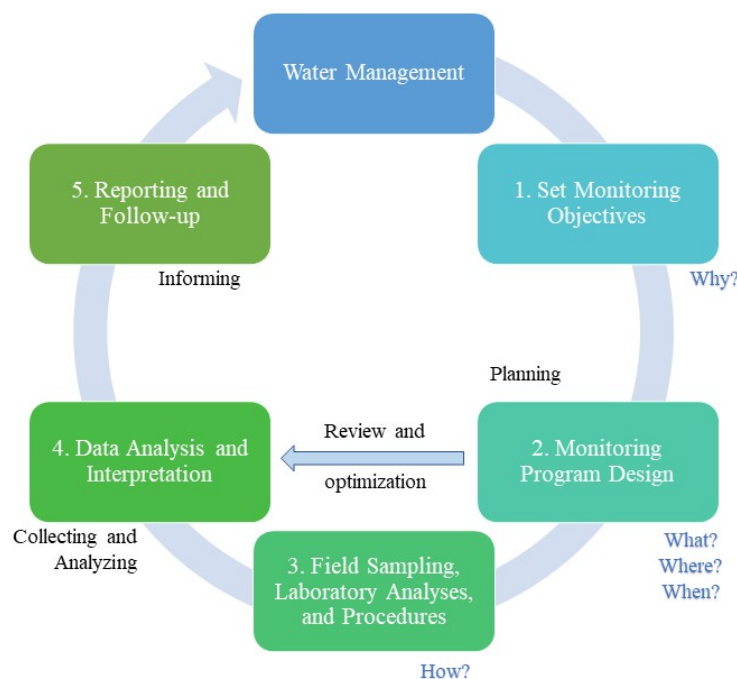 Water Management
1. Set Monitoring
Objectives
Why?
Planning
2. Monitoring
Program Design
What?
Where?
When?
Review and
optimization
3. Field Sampling,
Laboratory Analyses,
and Procedures
How?
4. Data Analysis and
Interpretation
Collecting and
Analyzing
5. Reporting and
Follow-up
Informing